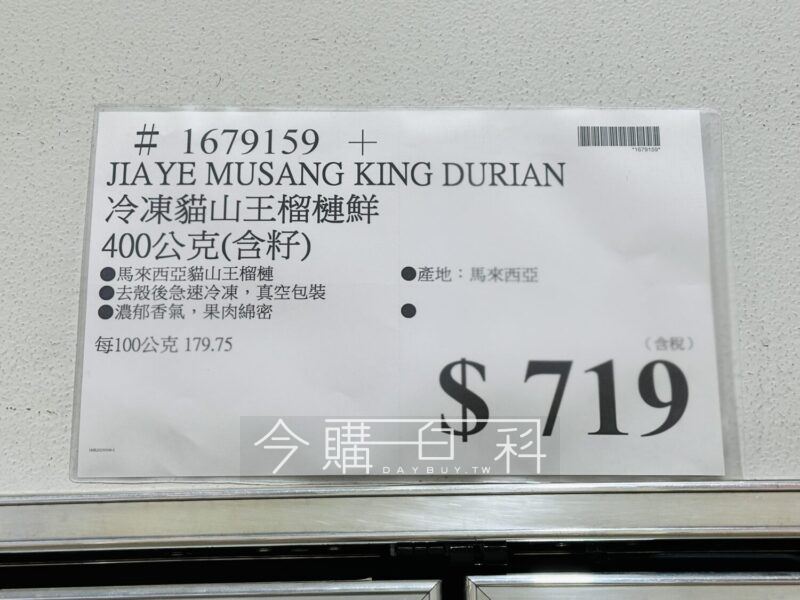 # 1679159 +
*1679159*
JIAYE MUSANG KING DURIAN
冷凍貓山王榴槤鮮
400公克(含籽)
●馬來西亞貓山王榴槤
●產地：馬來西亞
●去殼後急速冷凍，真空包裝
●濃郁香氣，果肉綿密
●
每100公克 179.75
（含稅）
$ 719
今購百科
DAYBUY.TW